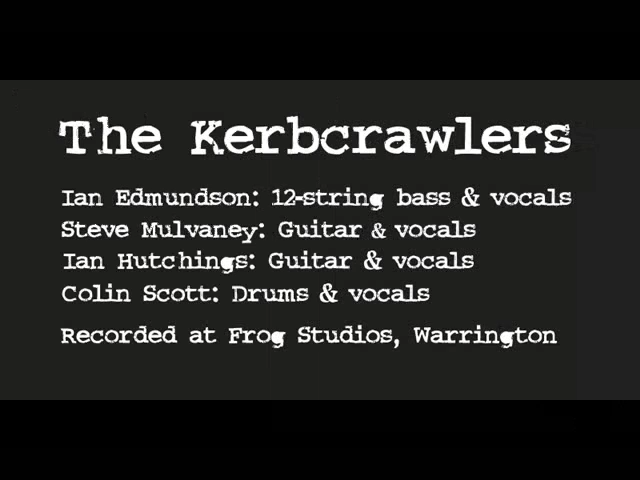 The Kerbcrawlers
Ian Edmundson: 12-string bass & vocals
Steve Mulvaney: Guitar & vocals
Ian Hutchings: Guitar & vocals
Colin Scott: Drums & vocals
Recorded at Frog Studios, Warrington